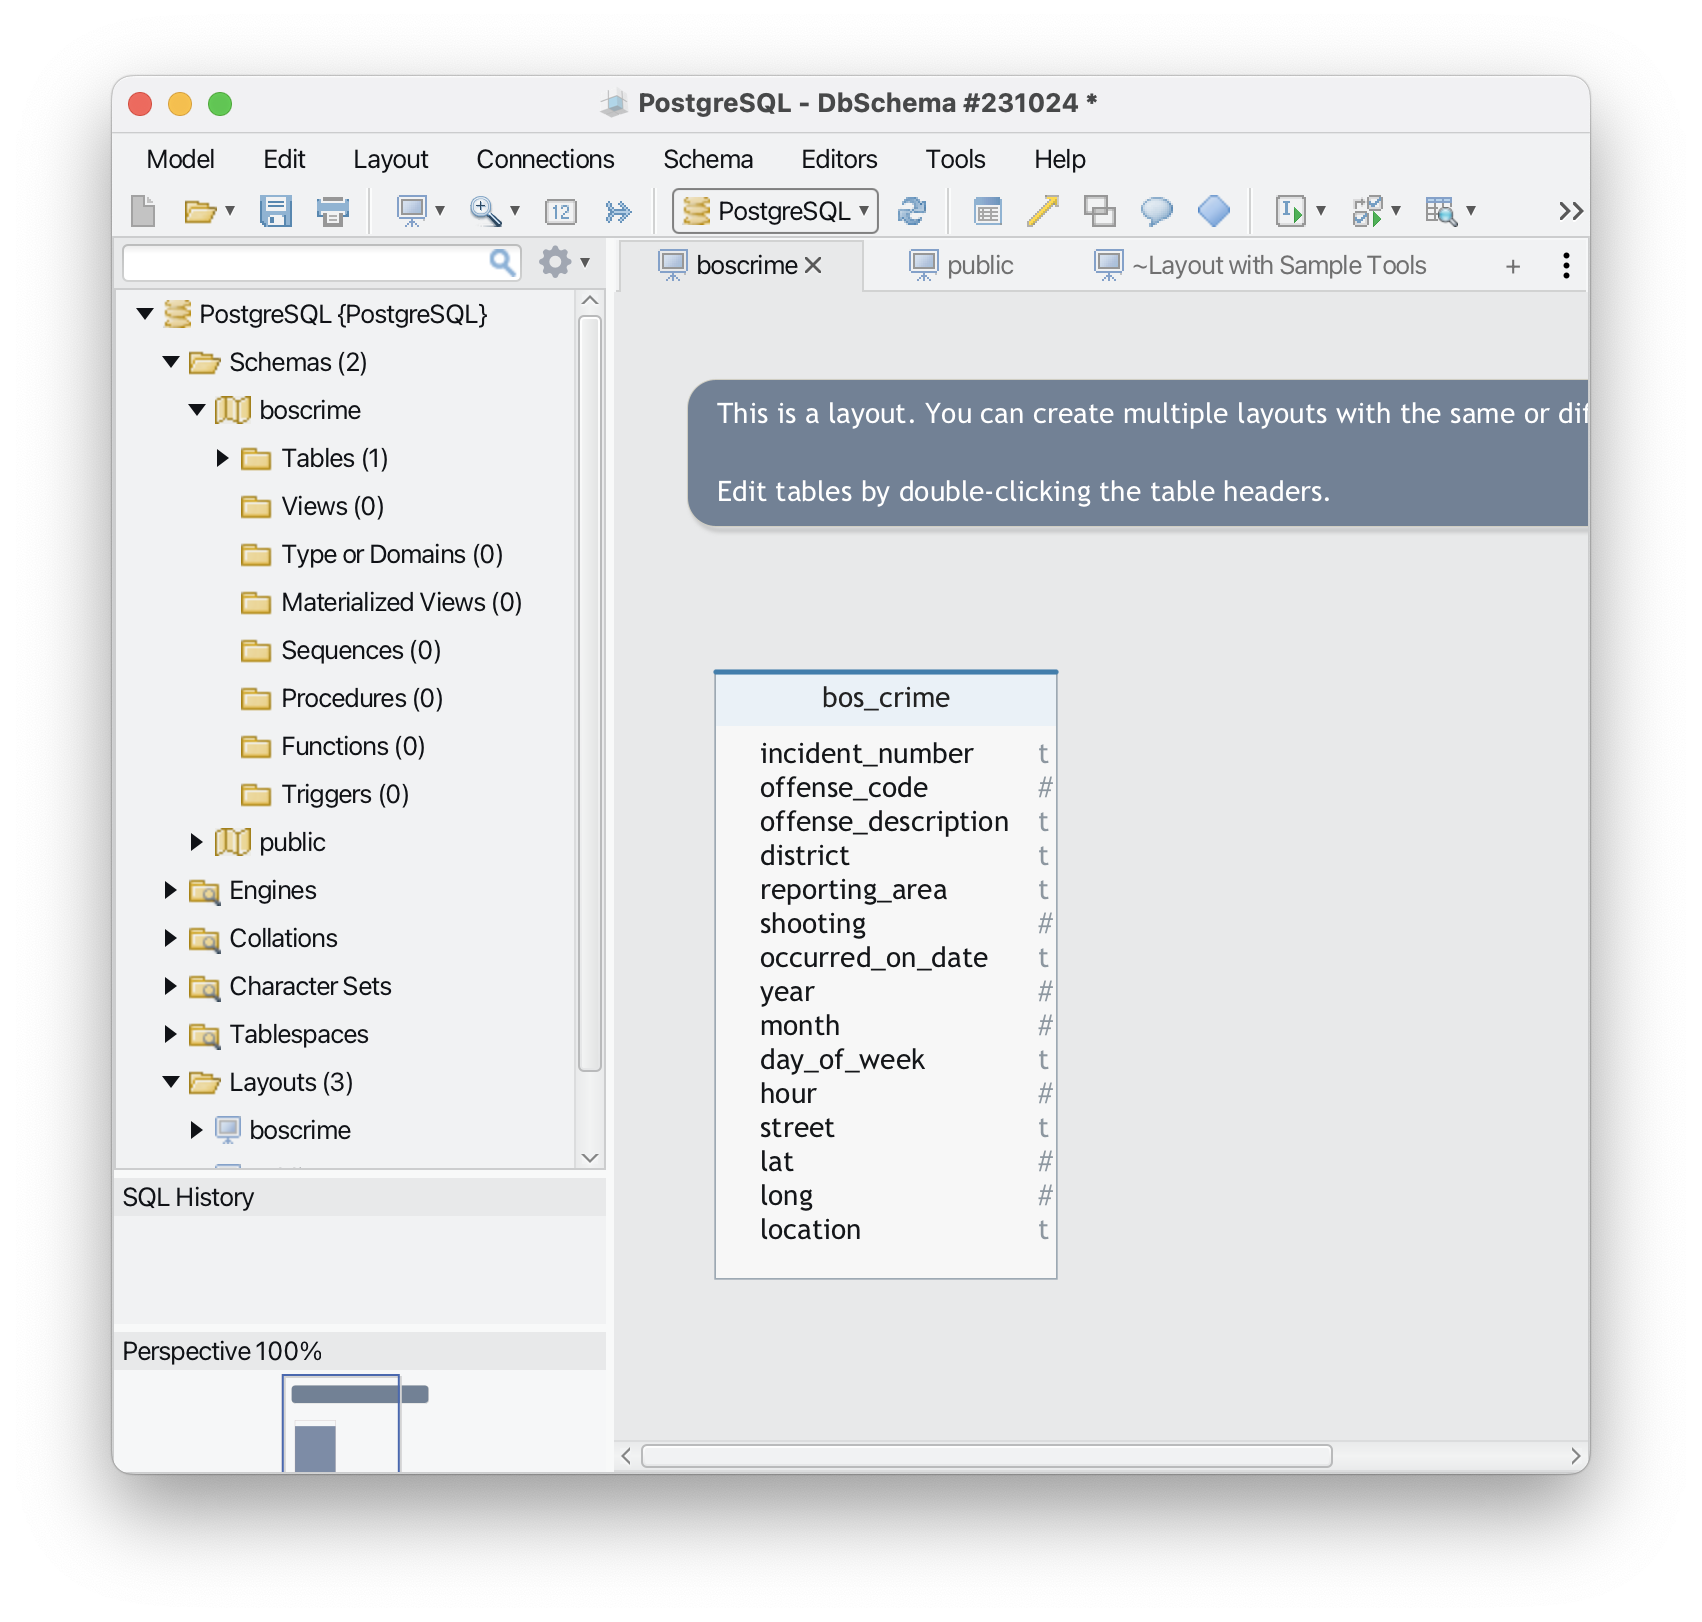 PostgreSQL - DbSchema #231024 *
Model Edit Layout Connections Schema Editors Tools Help
12 PostgreSQL
boscrime public ~Layout with Sample Tools +
PostgreSQL {PostgreSQL}
Schemas (2)
boscrime
Tables (1)
Views (0)
Type or Domains (0)
Materialized Views (0)
Sequences (0)
Procedures (0)
Functions (0)
Triggers (0)
public
Engines
Collations
Character Sets
Tablespaces
Layouts (3)
boscrime
SQL History
Perspective 100%
This is a layout. You can create multiple layouts with the same or
Edit tables by double-clicking the table headers.
bos_crime
incident_number t
offense_code #
offense_description t
district t
reporting_area t
shooting #
occurred_on_date t
year #
month #
day_of_week t
hour #
street t
lat #
long #
location t